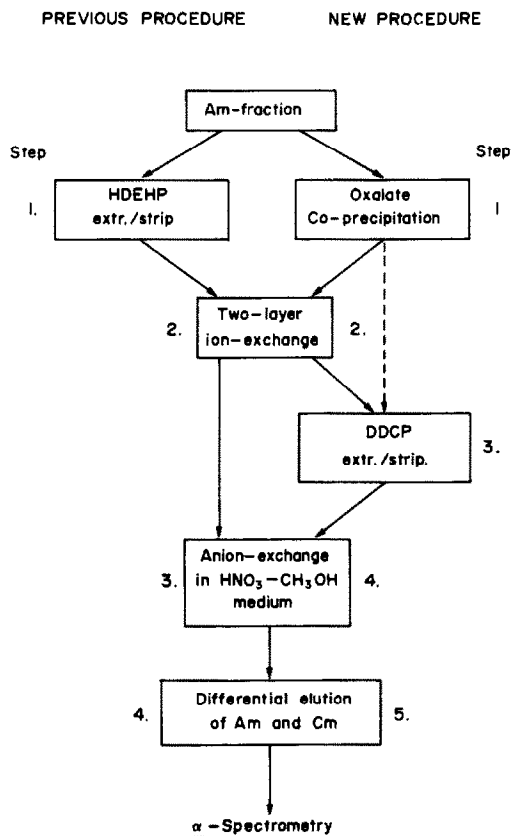 PREVIOUS PROCEDURE
NEW PROCEDURE
Am-fraction
Step
Step
1.
HDEHP
extr./strip
Oxalate
Co-precipitation
1
2.
Two-layer
ion-exchange
2.
DDCP
extr./strip.
3.
3.
Anion-exchange
in HNO₃-CH₃OH
medium
4.
4.
Differential elution
of Am and Cm
5.
α-Spectrometry